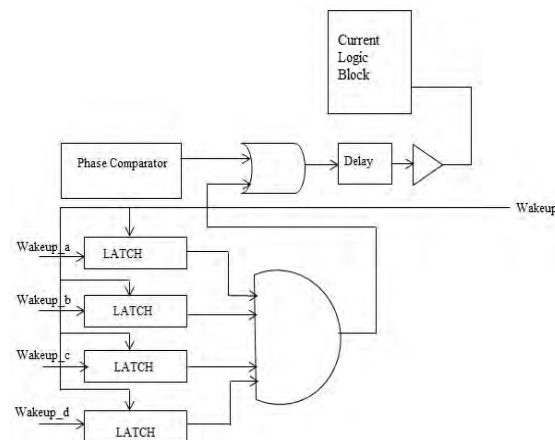 Current
Logic
Block
Phase Comparator
Delay
Wakeup
Wakeup_a
LATCH
Wakeup_b
LATCH
Wakeup_c
LATCH
Wakeup_d
LATCH